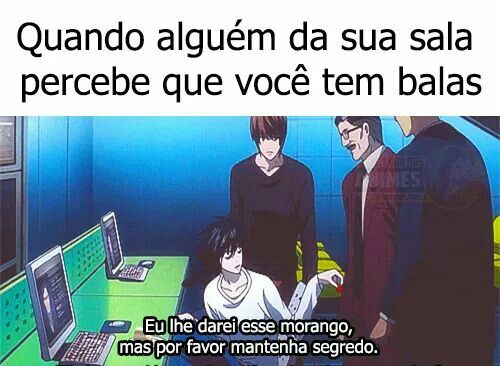 Quando alguém da sua sala
percebe que você tem balas
Eu lhe darei esse morango,
mas por favor mantenha segredo.